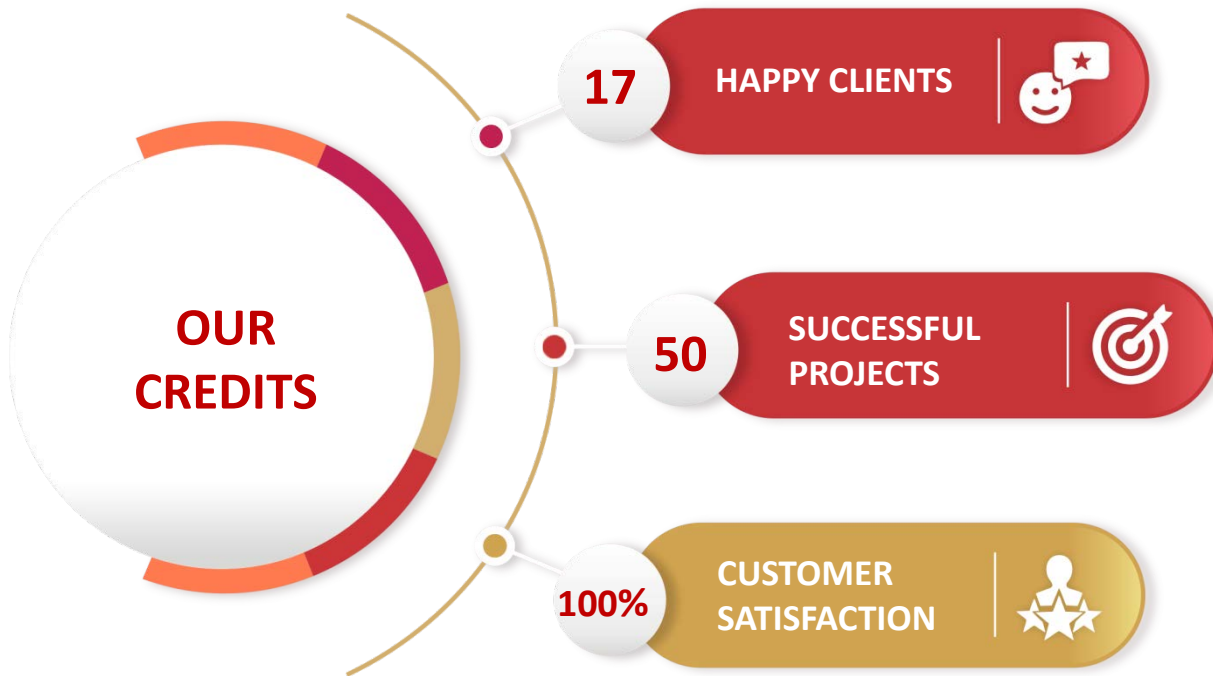 OUR
CREDITS
17
HAPPY CLIENTS
50
SUCCESSFUL
PROJECTS
100%
CUSTOMER
SATISFACTION